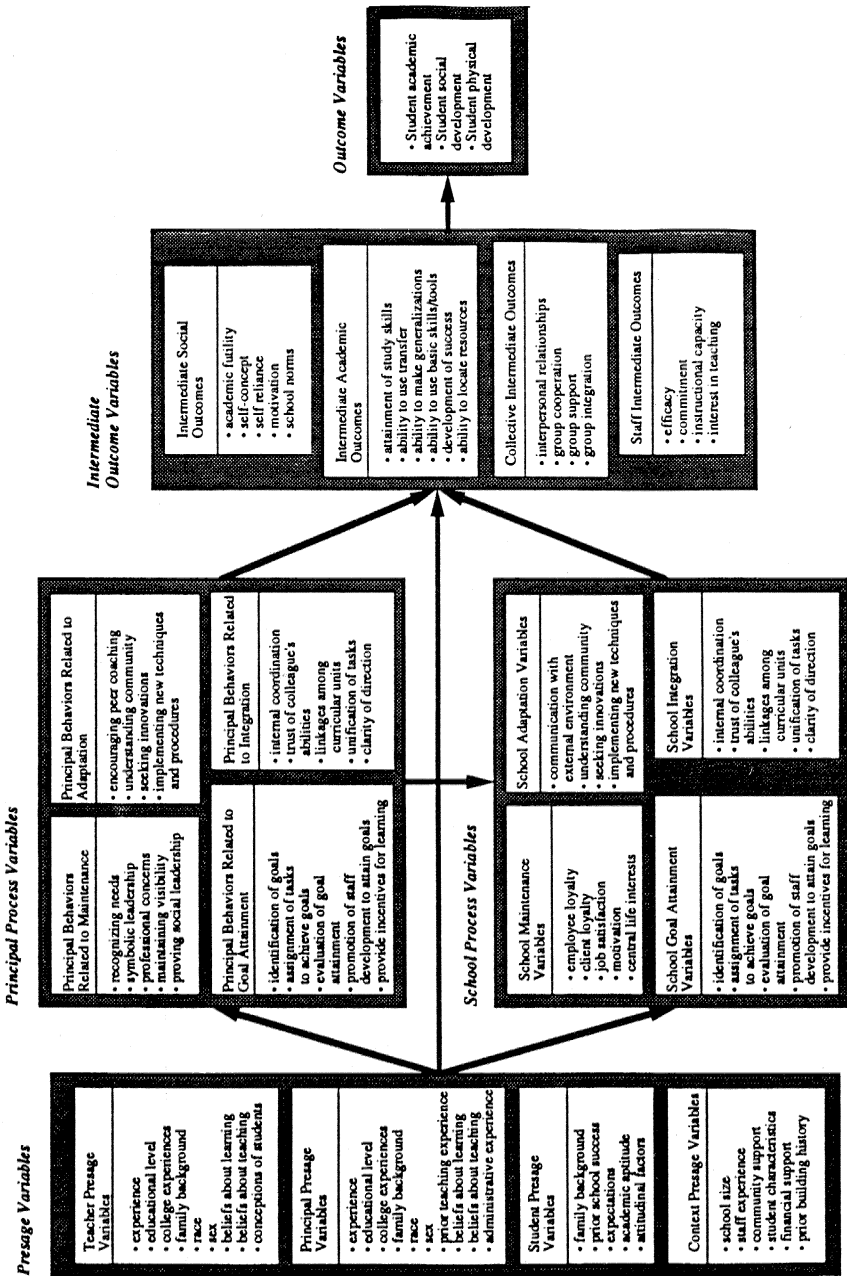 Presage Variables
Teacher Presage
Variables
• experience
• educational level
• college experiences
• family background
• race
• sex
• beliefs about learning
• beliefs about teaching
• conceptions of students
Principal Presage
Variables
• experience
• educational level
• college experiences
• family background
• race
• sex
• prior teaching experience
• beliefs about learning
• beliefs about teaching
• administrative experience
Student Presage
Variables
• family background
• prior school success
• expectations
• academic aptitude
• attitudinal factors
Context Presage Variables
• school size
• staff experience
• community support
• student characteristics
• financial support
• prior building history
Principal Process Variables
Principal Behaviors
Related to Maintenance
• recognizing needs
• symbolic leadership
• professional concerns
• maintaining visibility
• proving social leadership
Principal Behaviors Related to
Adaptation
• encouraging peer coaching
• understanding community
• seeking innovations
• implementing new techniques
and procedures
Principal Behaviors Related to
Goal Attainment
• identification of goals
• assignment of tasks
to achieve goals
• evaluation of goal
attainment
• promotion of staff
development to attain goals
• provide incentives for learning
Principal Behaviors Related
to Integration
• internal coordination
• trust of colleague's
abilities
• linkages among
curricular units
• unification of tasks
• clarity of direction
School Process Variables
School Maintenance
Variables
• employee loyalty
• client loyalty
• job satisfaction
• motivation
• central life interests
School Adaptation Variables
• communication with
external environment
• understanding community
• seeking innovations
• implementing new techniques
and procedures
School Goal Attainment
Variables
• identification of goals
• assignment of tasks
to achieve goals
• evaluation of goal
attainment
• promotion of staff
development to attain goals
• provide incentives for learning
School Integration
Variables
• internal coordination
• trust of colleague's
abilities
• linkages among
curricular units
• unification of tasks
• clarity of direction
Intermediate
Outcome Variables
Intermediate Social
Outcomes
• academic futility
• self-concept
• self reliance
• motivation
• school norms
Intermediate Academic
Outcomes
• attainment of study skills
• ability to use transfer
• ability to make generalizations
• ability to use basic skills/tools
• development of success
• ability to locate resources
Collective Intermediate Outcomes
• interpersonal relationships
• group cooperation
• group support
• group integration
Staff Intermediate Outcomes
• efficacy
• commitment
• instructional capacity
• interest in teaching
Outcome Variables
• Student academic
achievement
• Student social
development
• Student physical
development